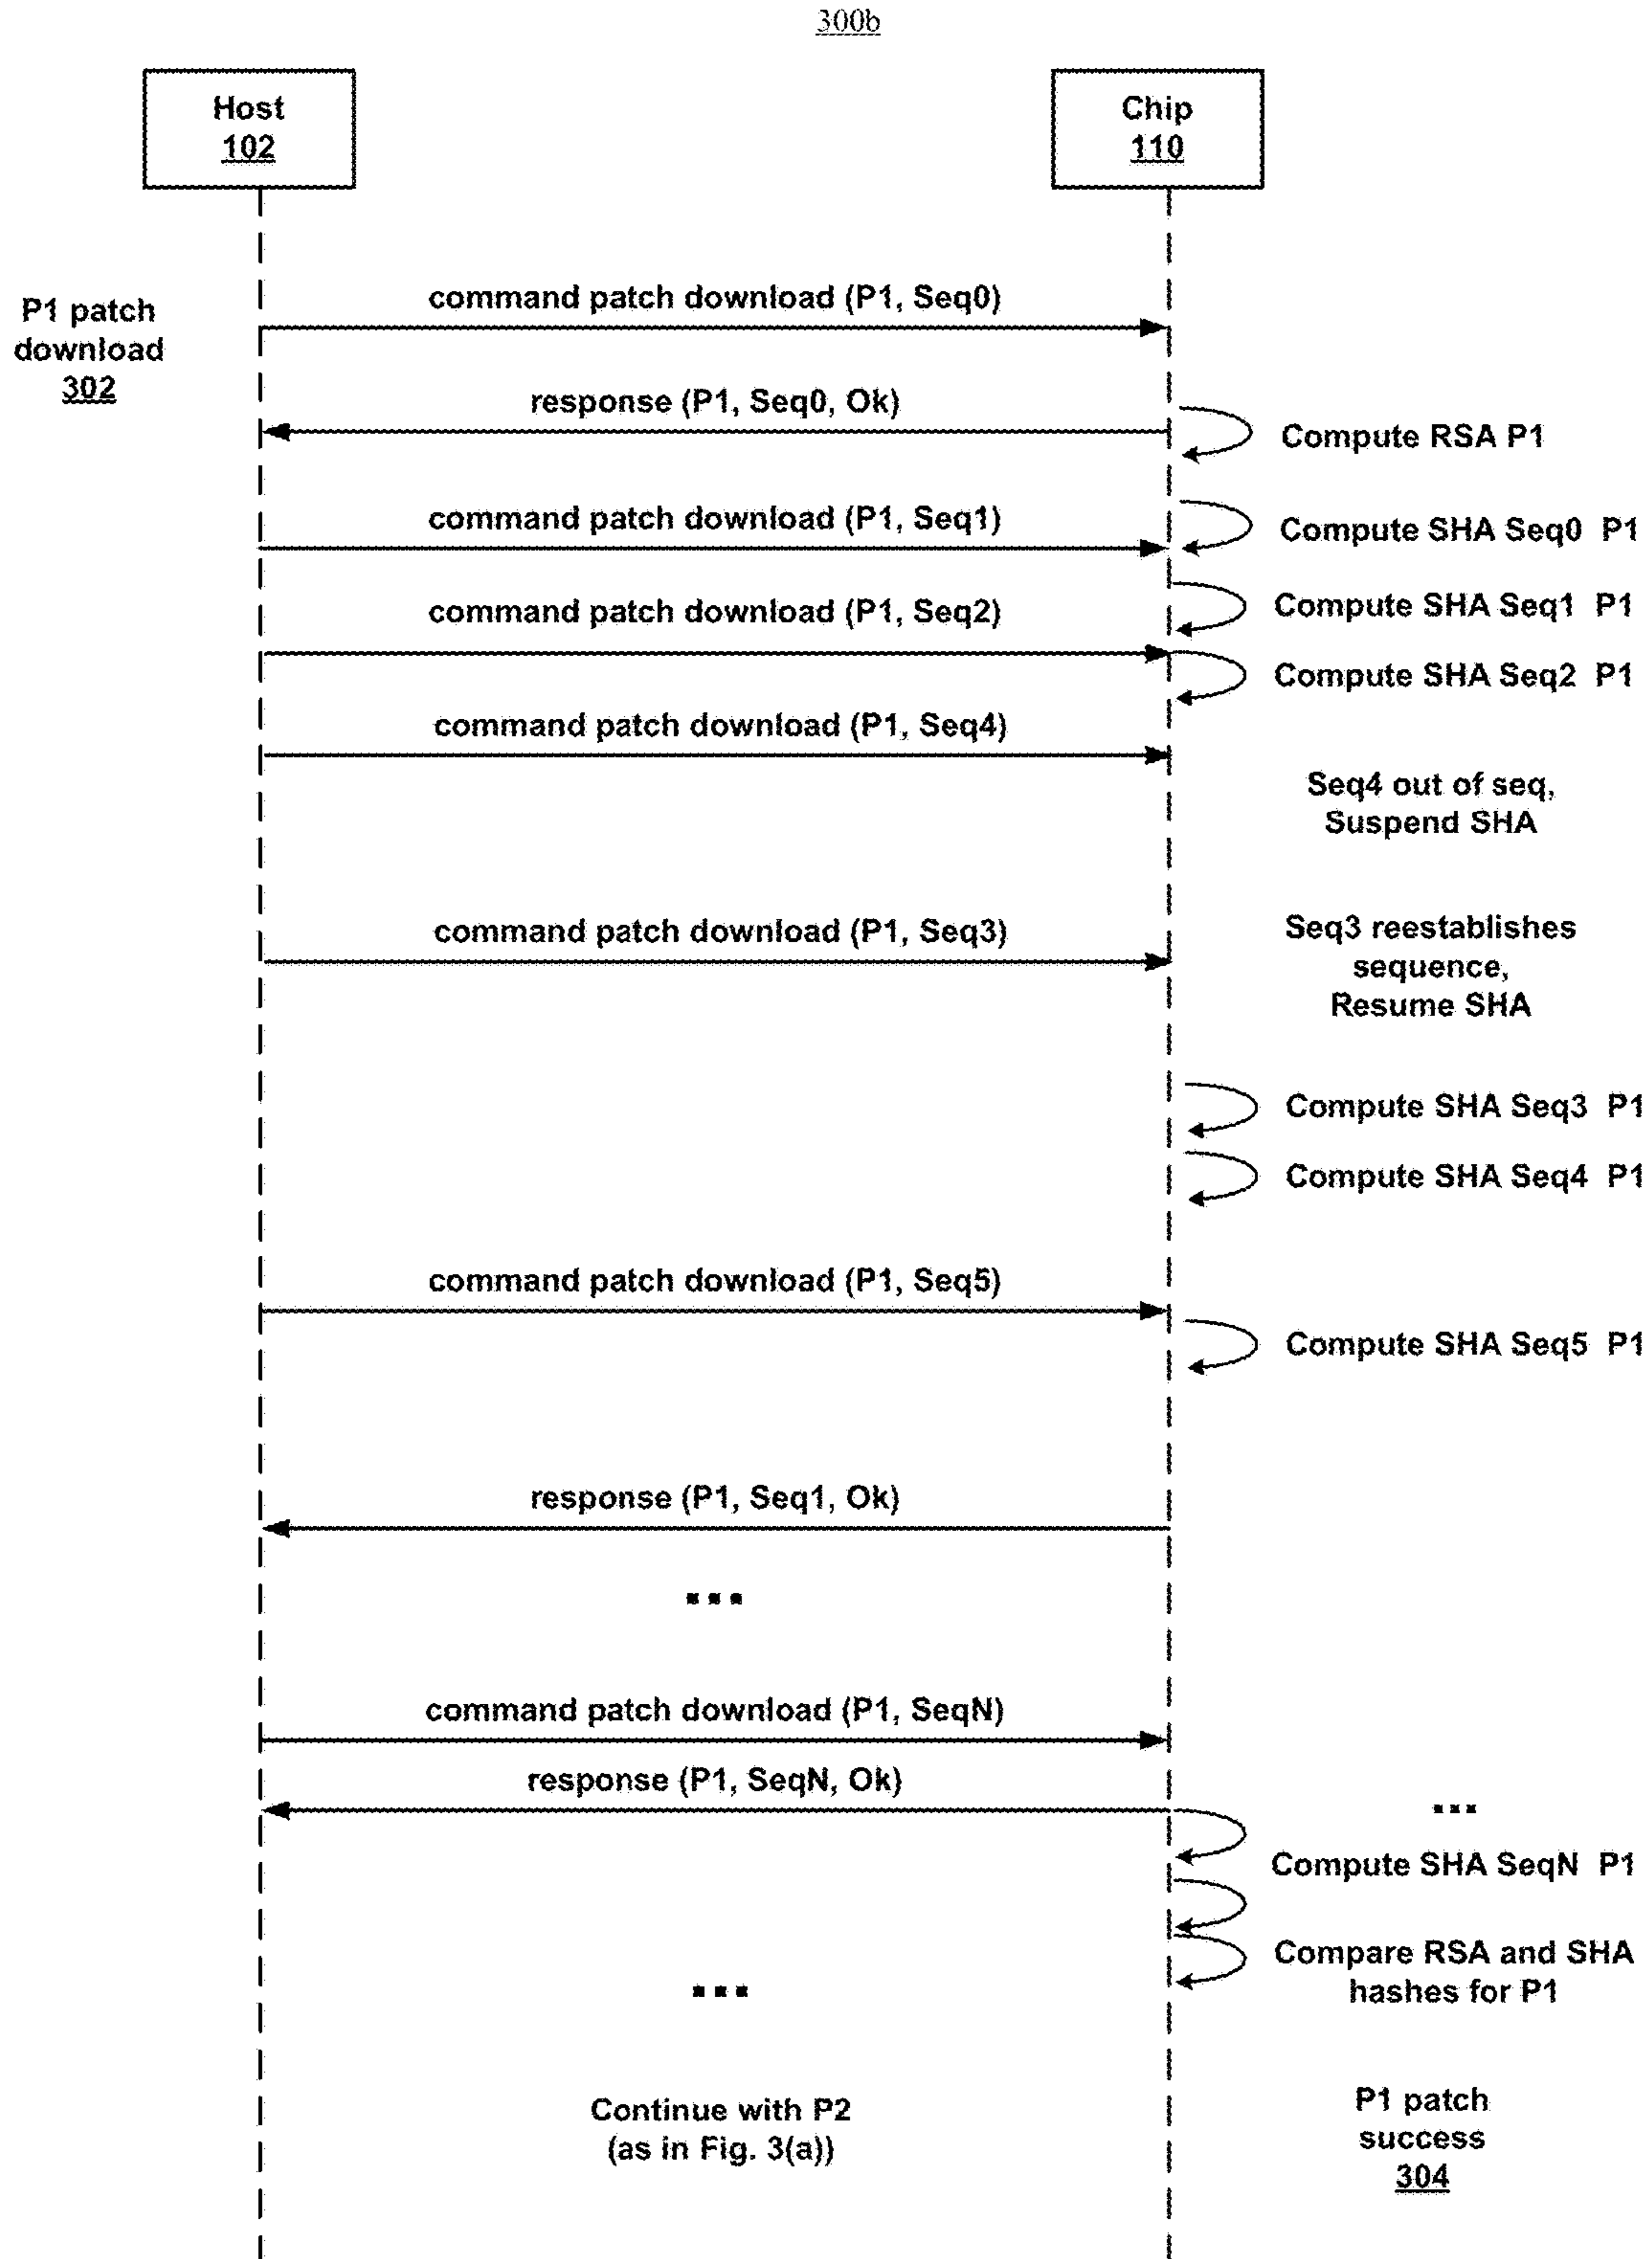 300b
Host
102
Chip
110
P1 patch
download
302
command patch download (P1, Seq0)
response (P1, Seq0, Ok)
Compute RSA P1
command patch download (P1, Seq1)
Compute SHA Seq0 P1
command patch download (P1, Seq2)
Compute SHA Seq1 P1
Compute SHA Seq2 P1
command patch download (P1, Seq4)
Seq4 out of seq,
Suspend SHA
command patch download (P1, Seq3)
Seq3 reestablishes
sequence,
Resume SHA
Compute SHA Seq3 P1
Compute SHA Seq4 P1
command patch download (P1, Seq5)
Compute SHA Seq5 P1
response (P1, Seq1, Ok)
...
command patch download (P1, SeqN)
response (P1, SeqN, Ok)
...
Compute SHA SeqN P1
Compare RSA and SHA
hashes for P1
...
Continue with P2
(as in Fig. 3(a))
P1 patch
success
304